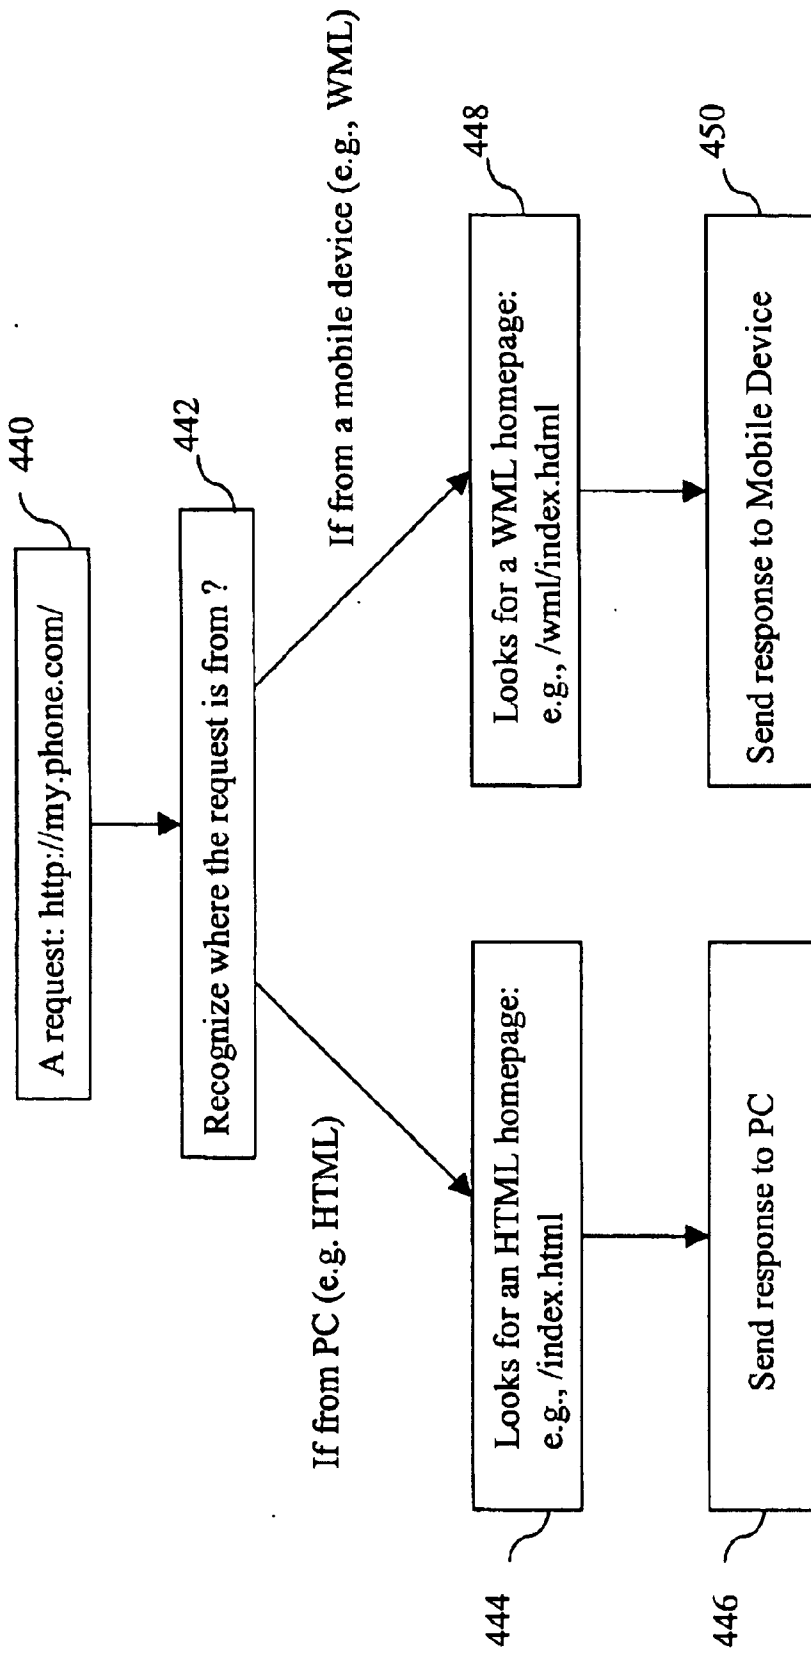 440
A request: http://my.phone.com/
442
Recognize where the request is from ?
If from PC (e.g. HTML)
If from a mobile device (e.g., WML)
444
Looks for an HTML homepage:
e.g., /index.html
448
Looks for a WML homepage:
e.g., /wml/index.hdml
446
Send response to PC
450
Send response to Mobile Device